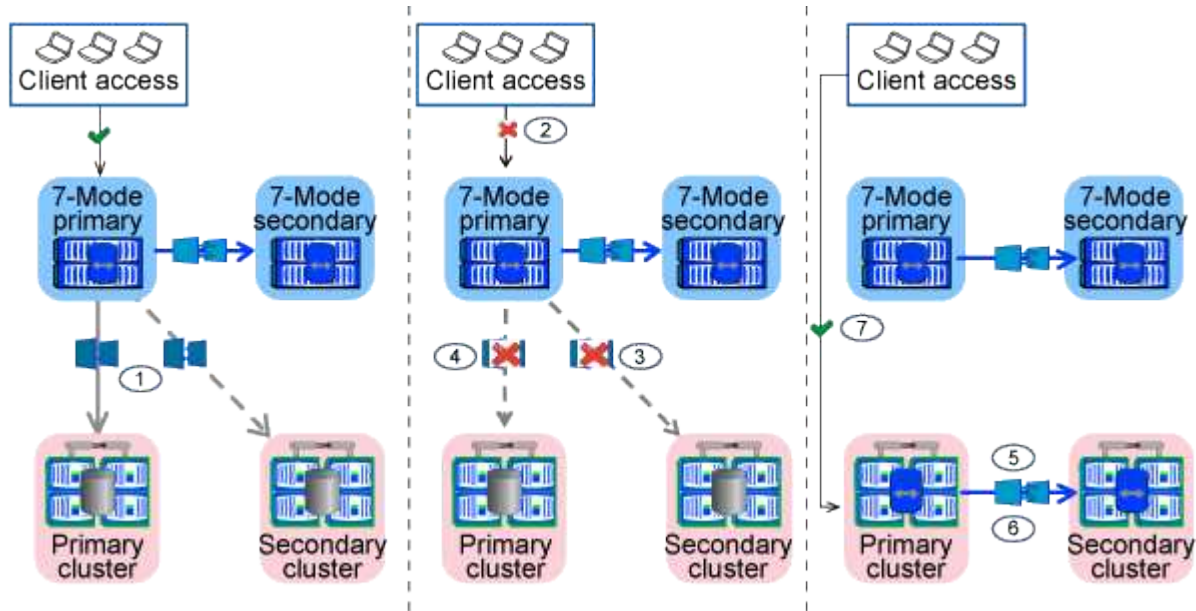 Client access
7-Mode
primary
7-Mode
secondary
1
Primary
cluster
Secondary
cluster
Client access
2
7-Mode
primary
7-Mode
secondary
4
3
Primary
cluster
Secondary
cluster
Client access
7-Mode
primary
7-Mode
secondary
7
5
6
Primary
cluster
Secondary
cluster